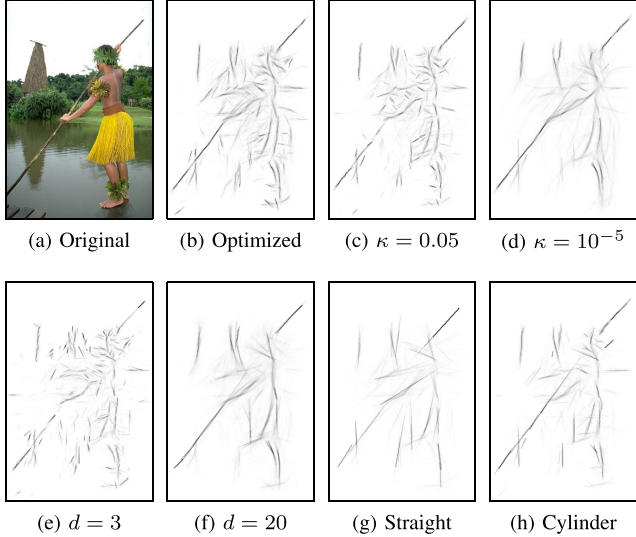 (a) Original (b) Optimized (c) κ = 0.05 (d) κ = 10⁻⁵
(e) d = 3 (f) d = 20 (g) Straight (h) Cylinder